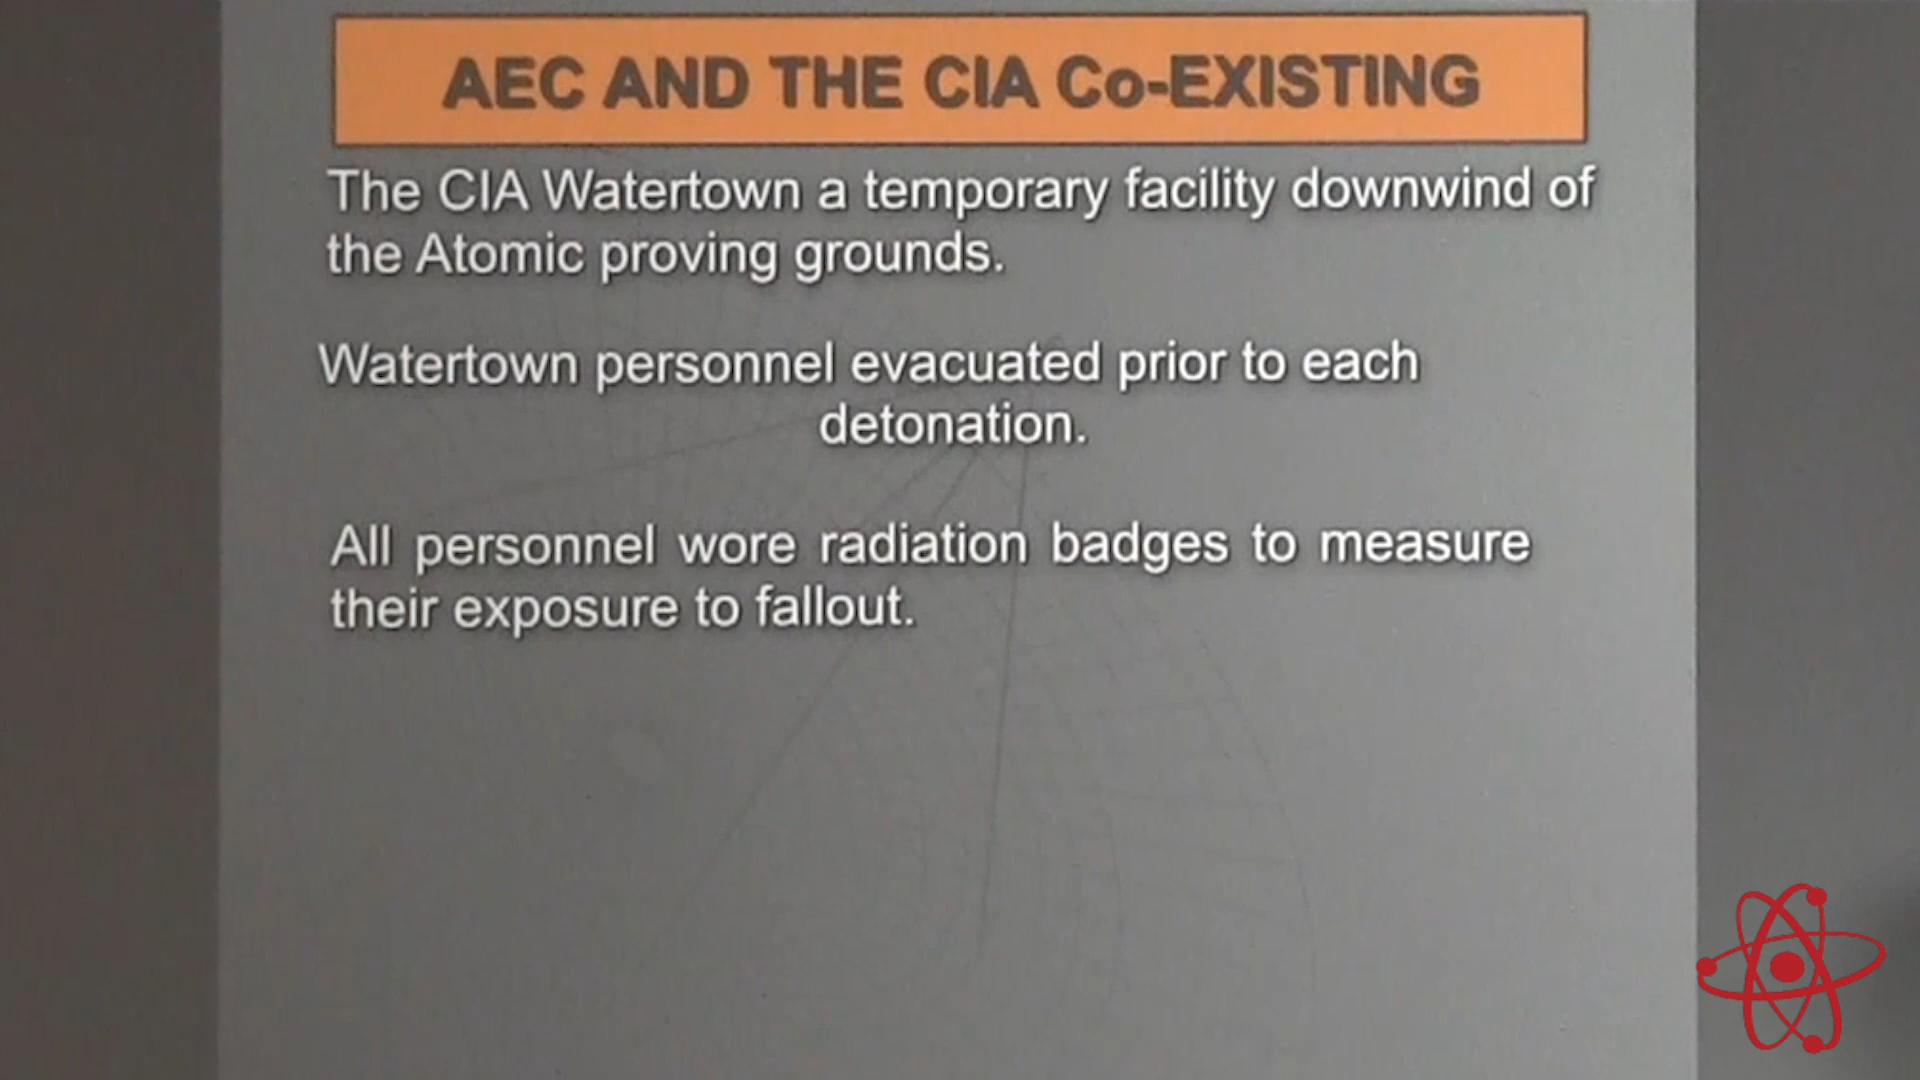 AEC AND THE CIA Co-EXISTING
The CIA Watertown a temporary facility downwind of
the Atomic proving grounds.
Watertown personnel evacuated prior to each
detonation.
All personnel wore radiation badges to measure
their exposure to fallout.